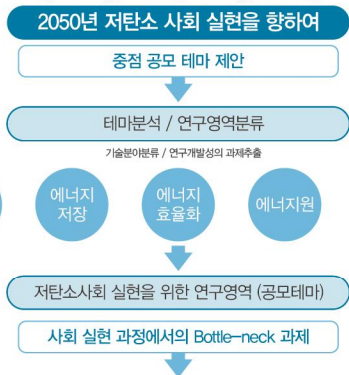 2050년 저탄소 사회 실현을 향하여
중점 공모 테마 제안
테마분석 / 연구영역분류
기술분야분류 / 연구개발성의 과제추출
에너지
저장
에너지
효율화
에너지원
저탄소사회 실현을 위한 연구영역 (공모테마)
사회 실현 과정에서의 Bottle-neck 과제